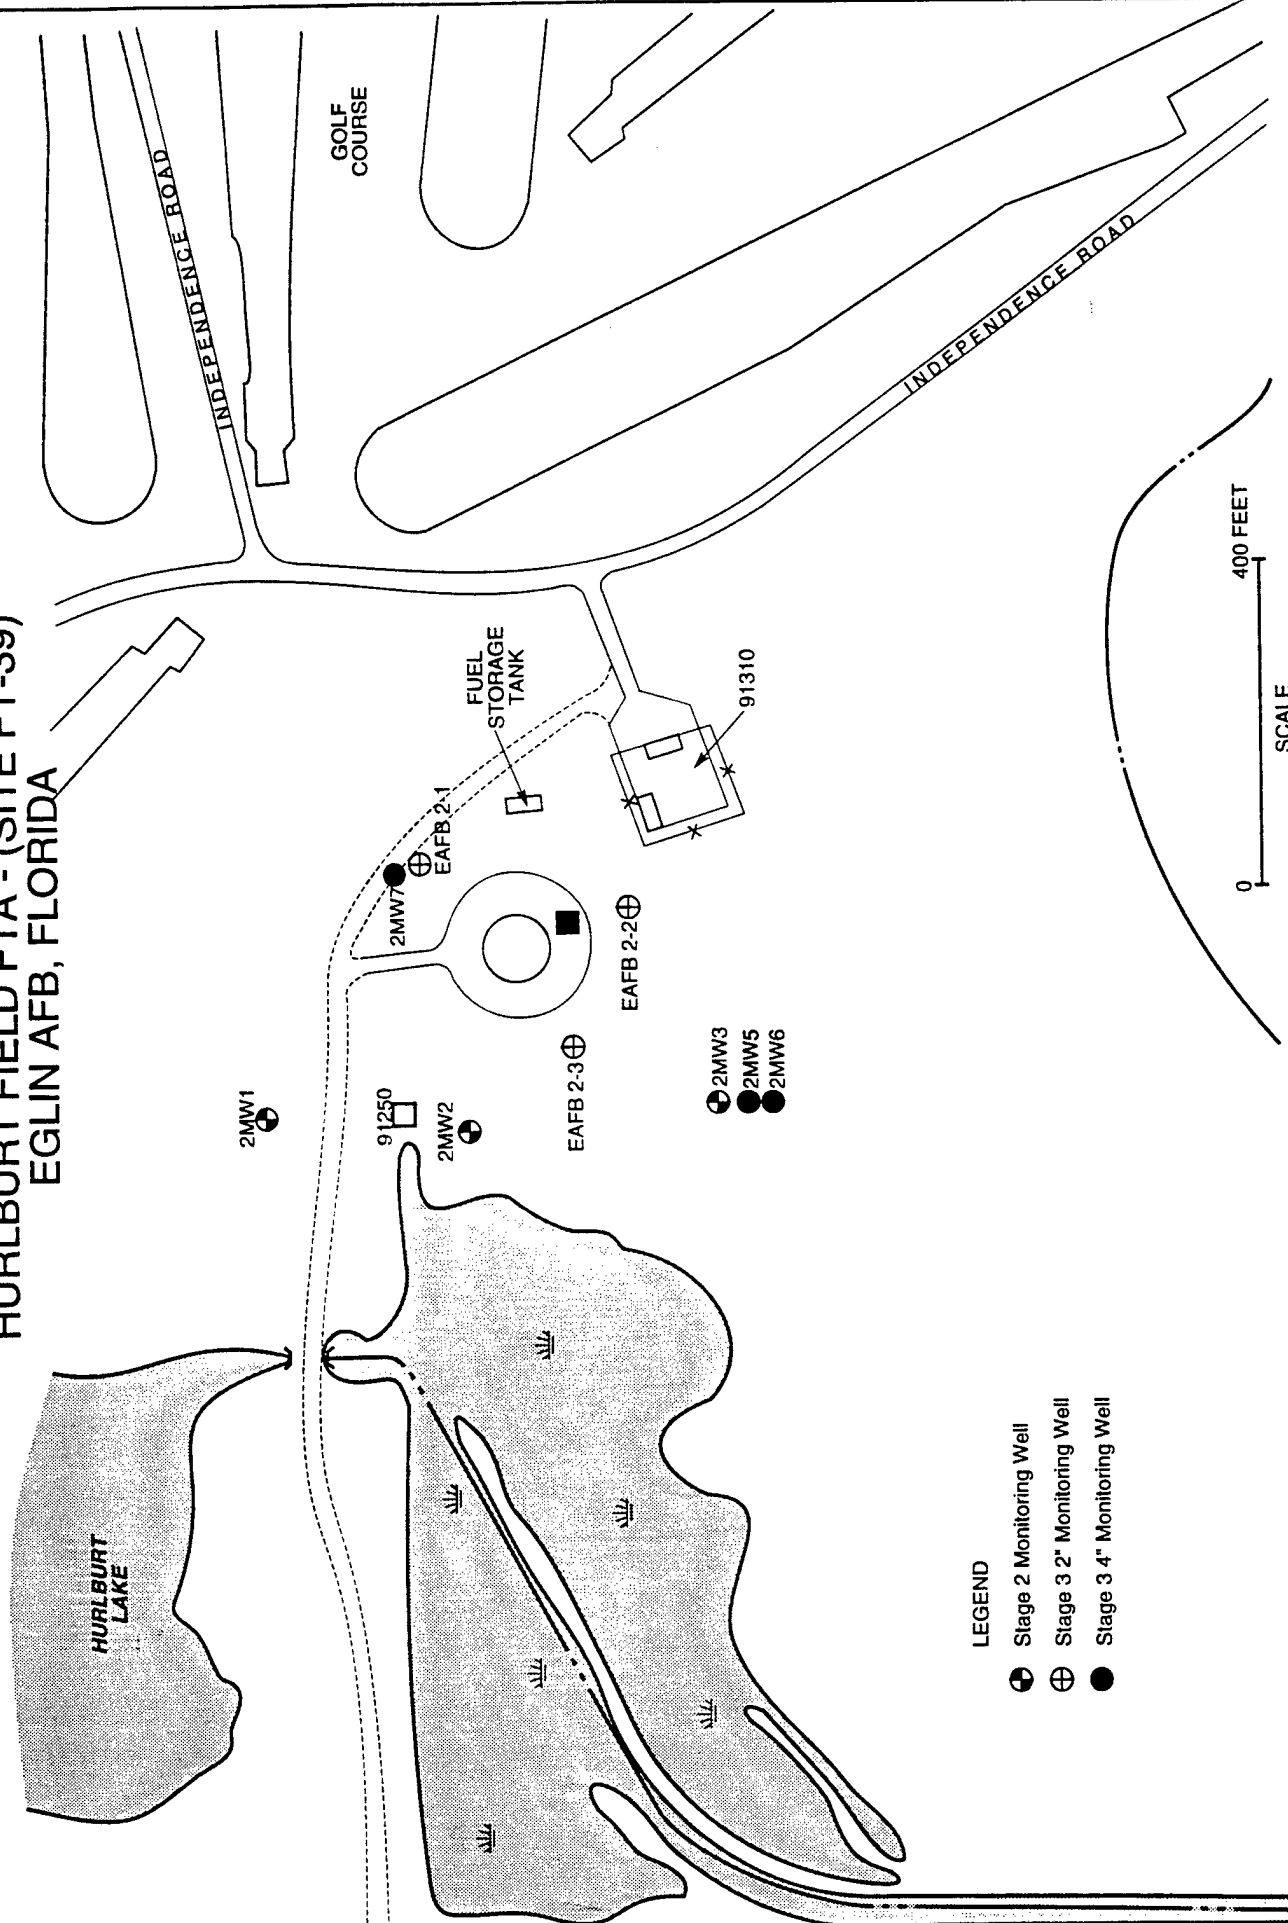 HURLBURT FIELD FTA - (SITE FT-39)
EGLIN AFB, FLORIDA
HURLBURT
LAKE
2MW1
91250
2MW2
EAFB 2-3
2MW3
2MW5
2MW6
EAFB 2-2
2MW7
EAFB 2-1
FUEL
STORAGE
TANK
91310
INDEPENDENCE ROAD
GOLF
COURSE
INDEPENDENCE ROAD
LEGEND
Stage 2 Monitoring Well
Stage 3 2" Monitoring Well
Stage 3 4" Monitoring Well
0
400 FEET
SCALE